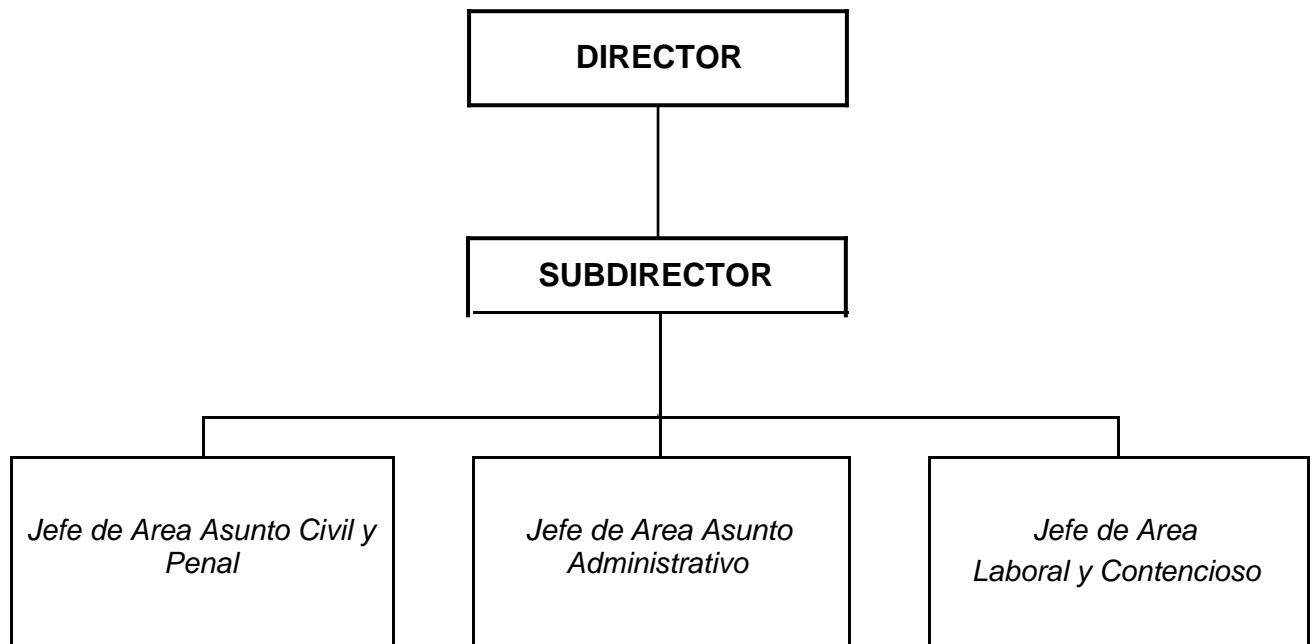 DIRECTOR
SUBDIRECTOR
Jefe de Area Asunto Civil y
Penal
Jefe de Area Asunto
Administrativo
Jefe de Area
Laboral y Contencioso